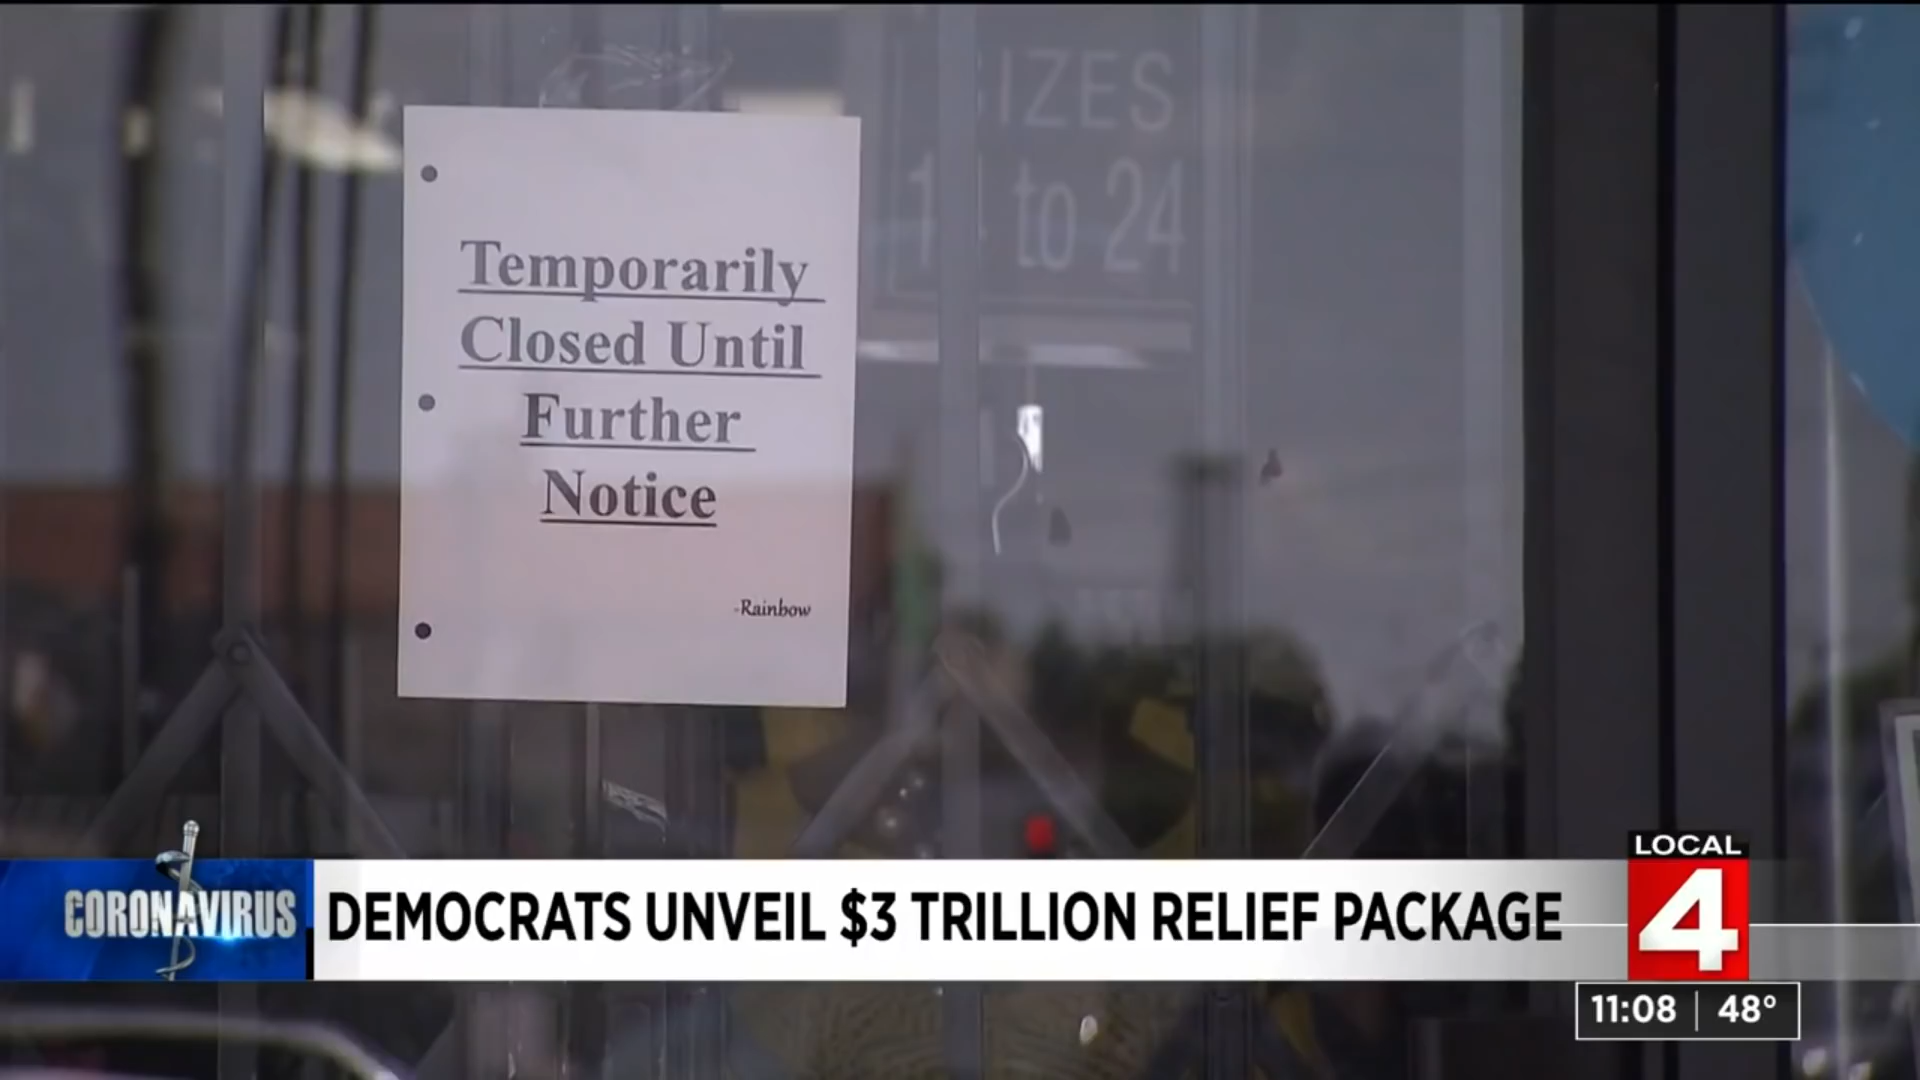 IZES
1 to 24
Temporarily
Closed Until
Further
Notice
-Rainbow
CORONAVIRUS
DEMOCRATS UNVEIL $3 TRILLION RELIEF PACKAGE
LOCAL
4
11:08 | 48°